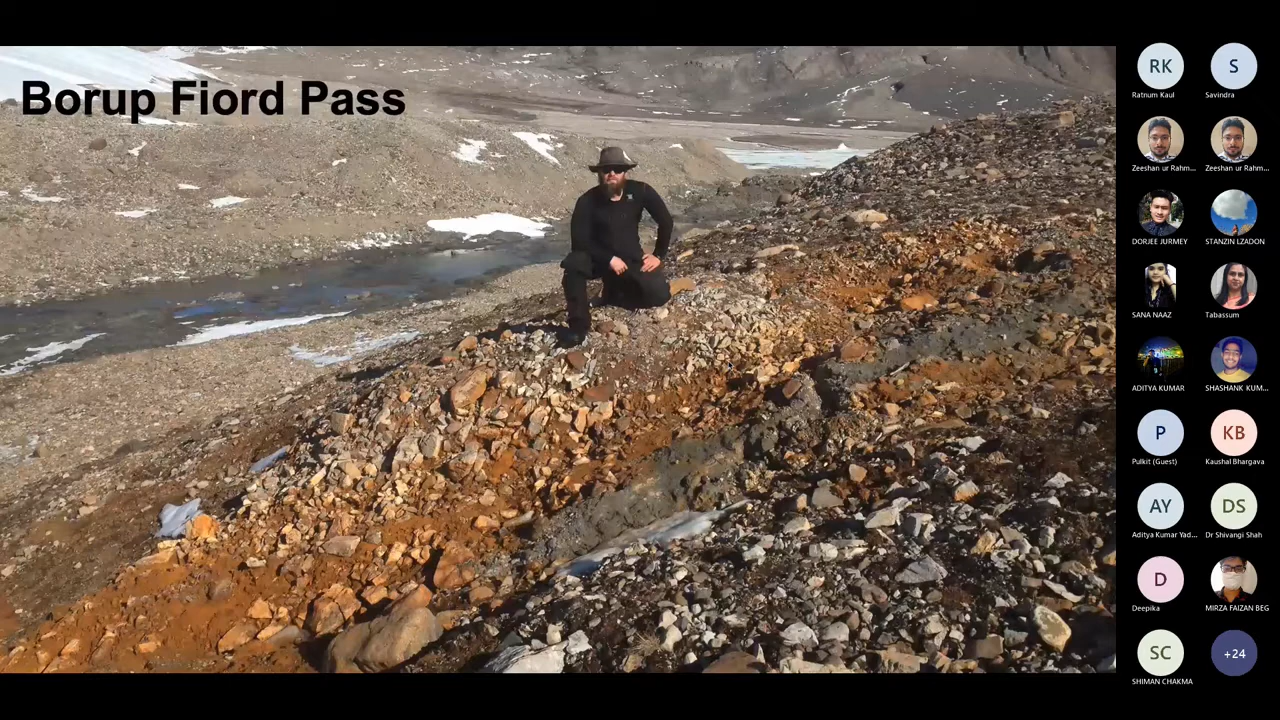 Borup Fiord Pass
RK
S
Ratnum Kaul
Savindra
Zeeshan ur Rahm...
Zeeshan ur Rahm...
DORJEE JURMEY
STANZIN LZADON
SANA NAAZ
Tabassum
ADITYA KUMAR
SHASHANK KUM...
P
KB
Pulkit (Guest)
Kaushal Bhargava
AY
DS
Aditya Kumar Yad...
Dr Shivangi Shah
D
Deepika
MIRZA FAIZAN BEG
SC
+24
SHIMAN CHAKMA